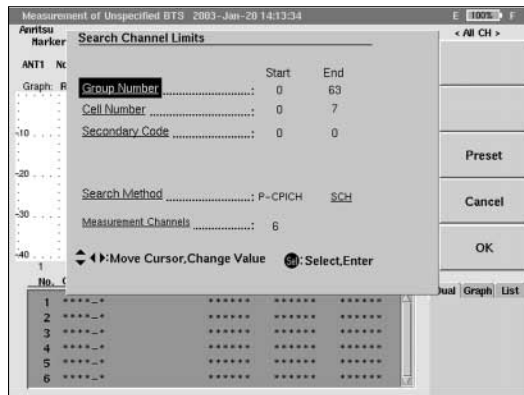 Measurement of Unspecified BTS 2003-Jan-20 14:13:34 E 100% F
Anritsu < All CH >
Marker Search Channel Limits
ANT1
Start End
Graph: Group Number : 0 63
Cell Number : 0 7
-10 Secondary Code : 0 0
Preset
-20
Search Method : P-CPICH SCH Cancel
-30
Measurement Channels : 6
OK
-40 :Move Cursor,Change Value Sel:Select,Enter
1
No. Dual Graph List
1 ****-* ****** ****** ******
2 ****-* ****** ****** ******
3 ****-* ****** ****** ******
4 ****-* ****** ****** ******
5 ****-* ****** ****** ******
6 ****-* ****** ****** ******